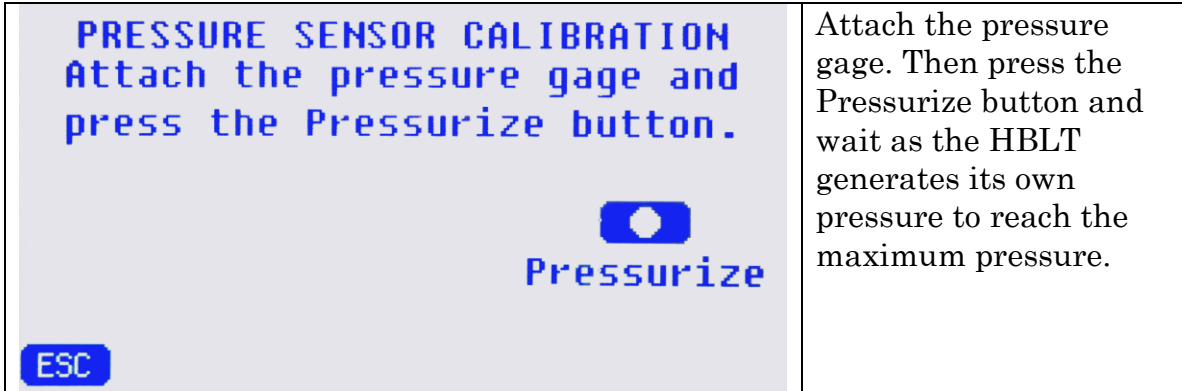 PRESSURE SENSOR CALIBRATION
Attach the pressure gage and
press the Pressurize button.
Pressurize
ESC
Attach the pressure
gage. Then press the
Pressurize button and
wait as the HBLT
generates its own
pressure to reach the
maximum pressure.